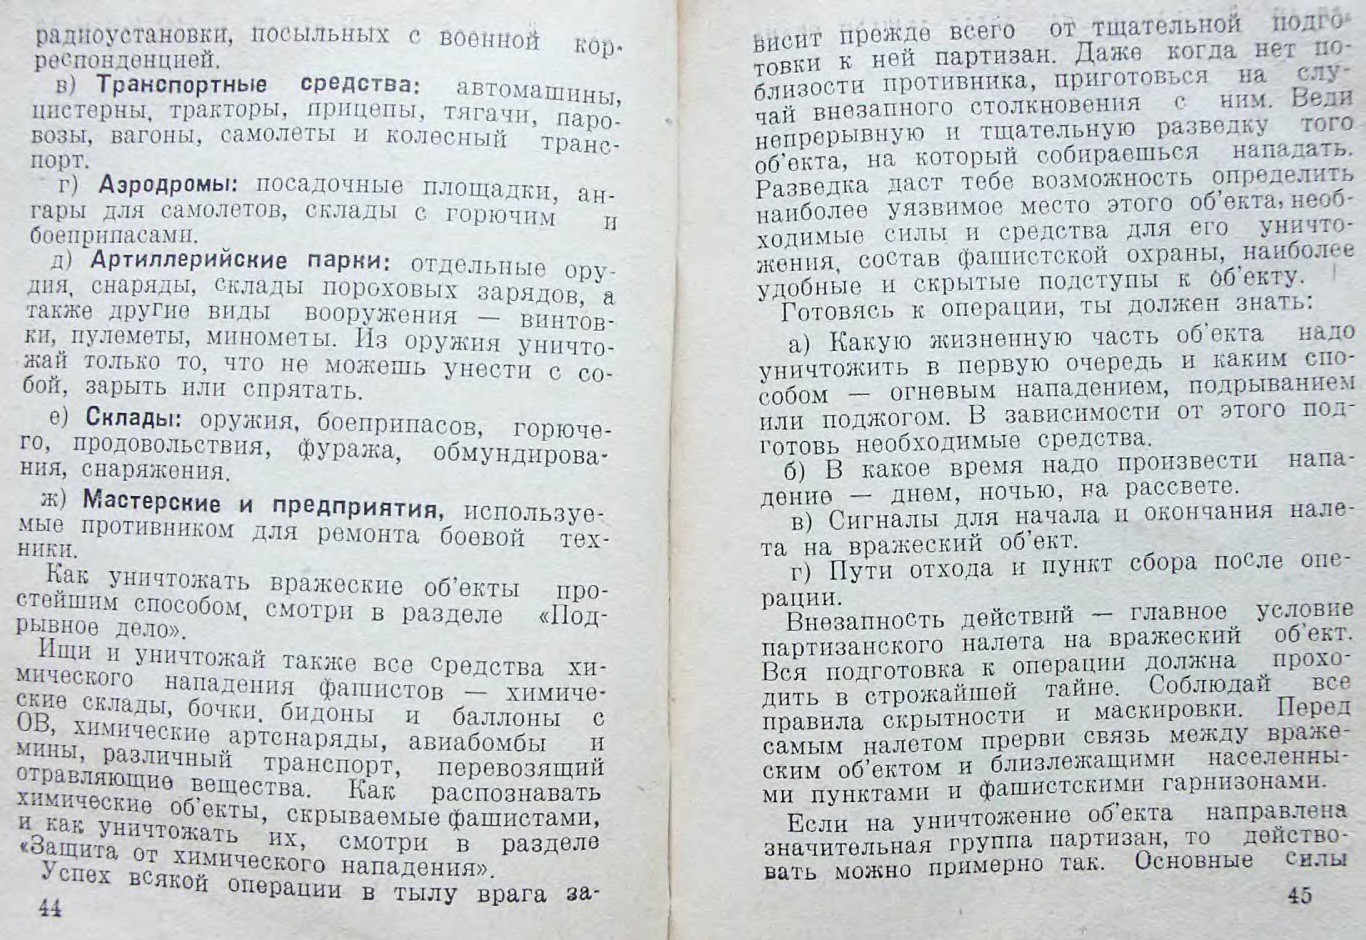 радиоустановки, посыльных с военной кор-
респонденцией.
в) Транспортные средства: автомашины,
цистерны, тракторы, прицепы, тягачи, паро-
возы, вагоны, самолеты и колесный транс-
порт.
г) Аэродромы: посадочные площадки, ан-
гары для самолетов, склады с горючим и
боеприпасами.
д) Артиллерийские парки: отдельные ору-
дия, снаряды, склады пороховых зарядов, а
также другие виды вооружения — винтов-
ки, пулеметы, минометы. Из оружия уничто-
жай только то, что не можешь унести с со-
бой, зарыть или спрятать.
е) Склады: оружия, боеприпасов, горюче-
го, продовольствия, фуража, обмундирова-
ния, снаряжения.
ж) Мастерские и предприятия, используе-
мые противником для ремонта боевой тех-
ники.
Как уничтожать вражеские об’екты про-
стейшим способом, смотри в разделе «Под-
рывное дело».
Ищи и уничтожай также все средства хи-
мического нападения фашистов — химиче-
ские склады, бочки, бидоны и баллоны с
ОВ, химические артснаряды, авиабомбы и
мины, различный транспорт, перевозящий
отравляющие вещества. Как распознавать
химические об’екты, скрываемые фашистами,
и как уничтожать их, смотри в разделе
«Защита от химического нападения».
Успех всякой операции в тылу врага за-
44
висит прежде всего от тщательной подго-
товки к ней партизан. Даже когда нет по-
близости противника, приготовься на слу-
чай внезапного столкновения с ним. Веди
непрерывную и тщательную разведку того
об’екта, на который собираешься нападать.
Разведка даст тебе возможность определить
наиболее уязвимое место этого об’екта, необ-
ходимые силы и средства для его уничто-
жения, состав фашистской охраны, наиболее
удобные и скрытые подступы к об’екту.
Готовясь к операции, ты должен знать:
а) Какую жизненную часть об’екта надо
уничтожить в первую очередь и каким спо-
собом — огневым нападением, подрыванием
или поджогом. В зависимости от этого под-
готовь необходимые средства.
б) В какое время надо произвести напа-
дение — днем, ночью, на рассвете.
в) Сигналы для начала и окончания нале-
та на вражеский об’ект.
г) Пути отхода и пункт сбора после опе-
рации.
Внезапность действий — главное условие
партизанского налета на вражеский об’ект.
Вся подготовка к операции должна прохо-
дить в строжайшей тайне. Соблюдай все
правила скрытности и маскировки. Перед
самым налетом прерви связь между враже-
ским об’ектом и близлежащими населенны-
ми пунктами и фашистскими гарнизонами.
Если на уничтожение об’екта направлена
значительная группа партизан, то действо-
вать можно примерно так. Основные силы
45